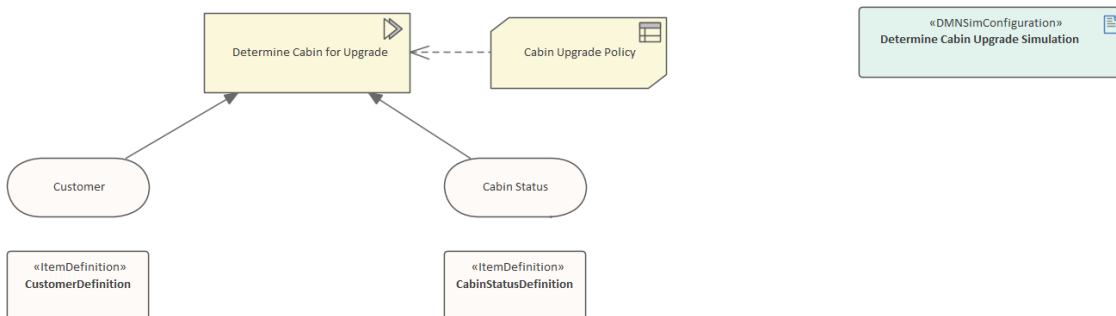 Determine Cabin for Upgrade
Cabin Upgrade Policy
«DMNSimConfiguration»
Determine Cabin Upgrade Simulation
Customer
Cabin Status
«ItemDefinition»
CustomerDefinition
«ItemDefinition»
CabinStatusDefinition